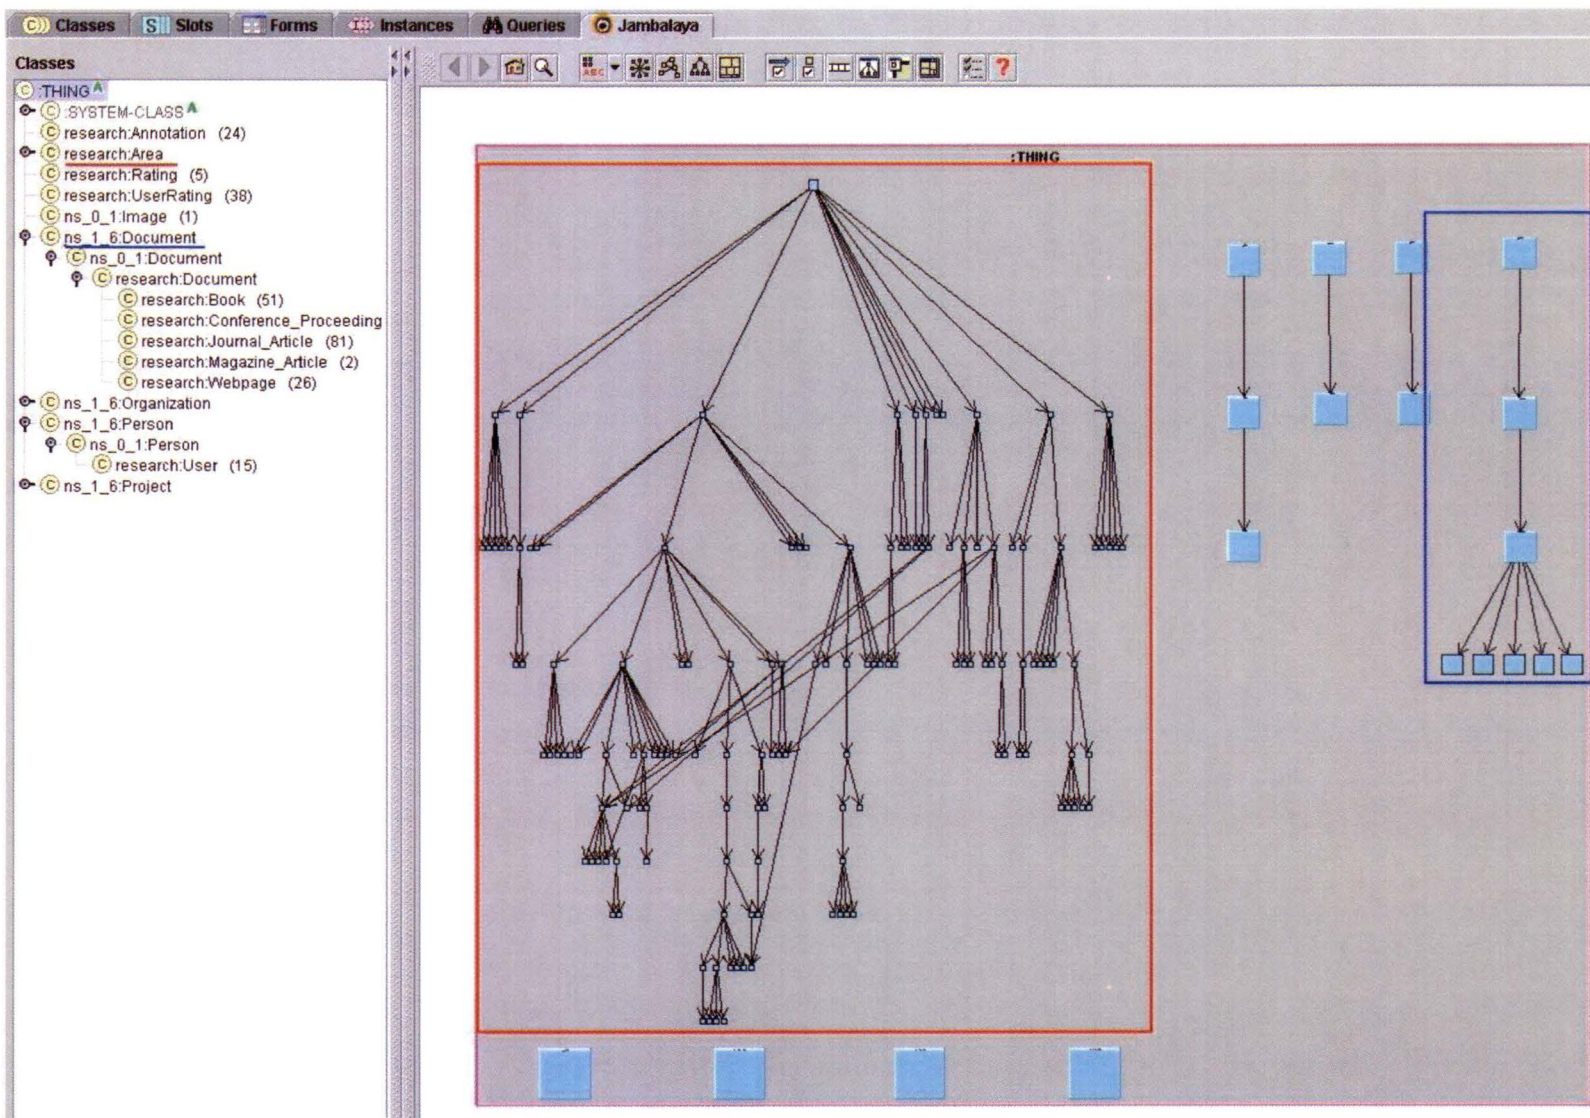 Classes Slots Forms Instances Queries Jambalaya
Classes
:THING A
:SYSTEM-CLASS A
research:Annotation (24)
research:Area
research:Rating (5)
research:UserRating (38)
ns_0_1:Image (1)
ns_1_6:Document
ns_0_1:Document
research:Document
research:Book (51)
research:Conference_Proceeding
research:Journal_Article (81)
research:Magazine_Article (2)
research:Webpage (26)
ns_1_6:Organization
ns_1_6:Person
ns_0_1:Person
research:User (15)
ns_1_6:Project
ABC
?
:THING